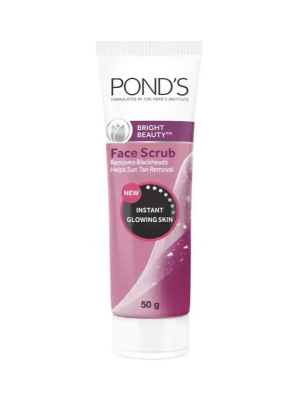 POND'S
FORMULATED BY THE POND'S INSTITUTE
BRIGHT
BEAUTY™
Face Scrub
Removes Blackheads
Helps Sun Tan Removal
NEW
INSTANT
GLOWING SKIN
50 g